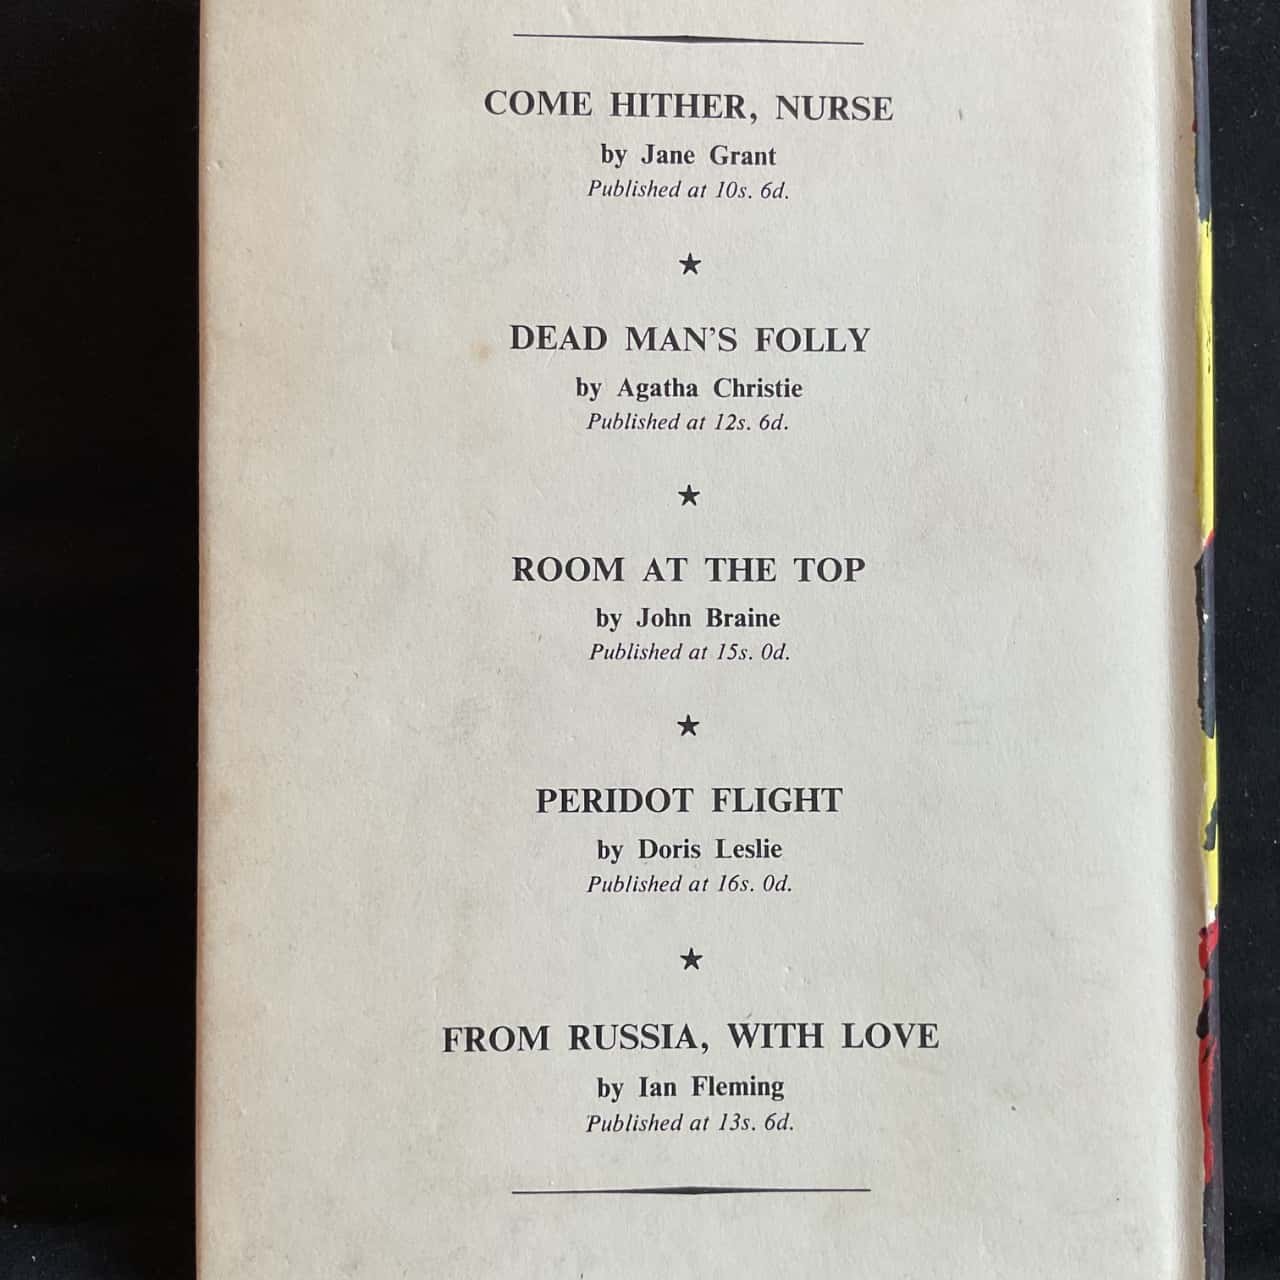 COME HITHER, NURSE
by Jane Grant
Published at 10s. 6d.
★
DEAD MAN'S FOLLY
by Agatha Christie
Published at 12s. 6d.
★
ROOM AT THE TOP
by John Braine
Published at 15s. 0d.
★
PERIDOT FLIGHT
by Doris Leslie
Published at 16s. 0d.
★
FROM RUSSIA, WITH LOVE
by Ian Fleming
Published at 13s. 6d.